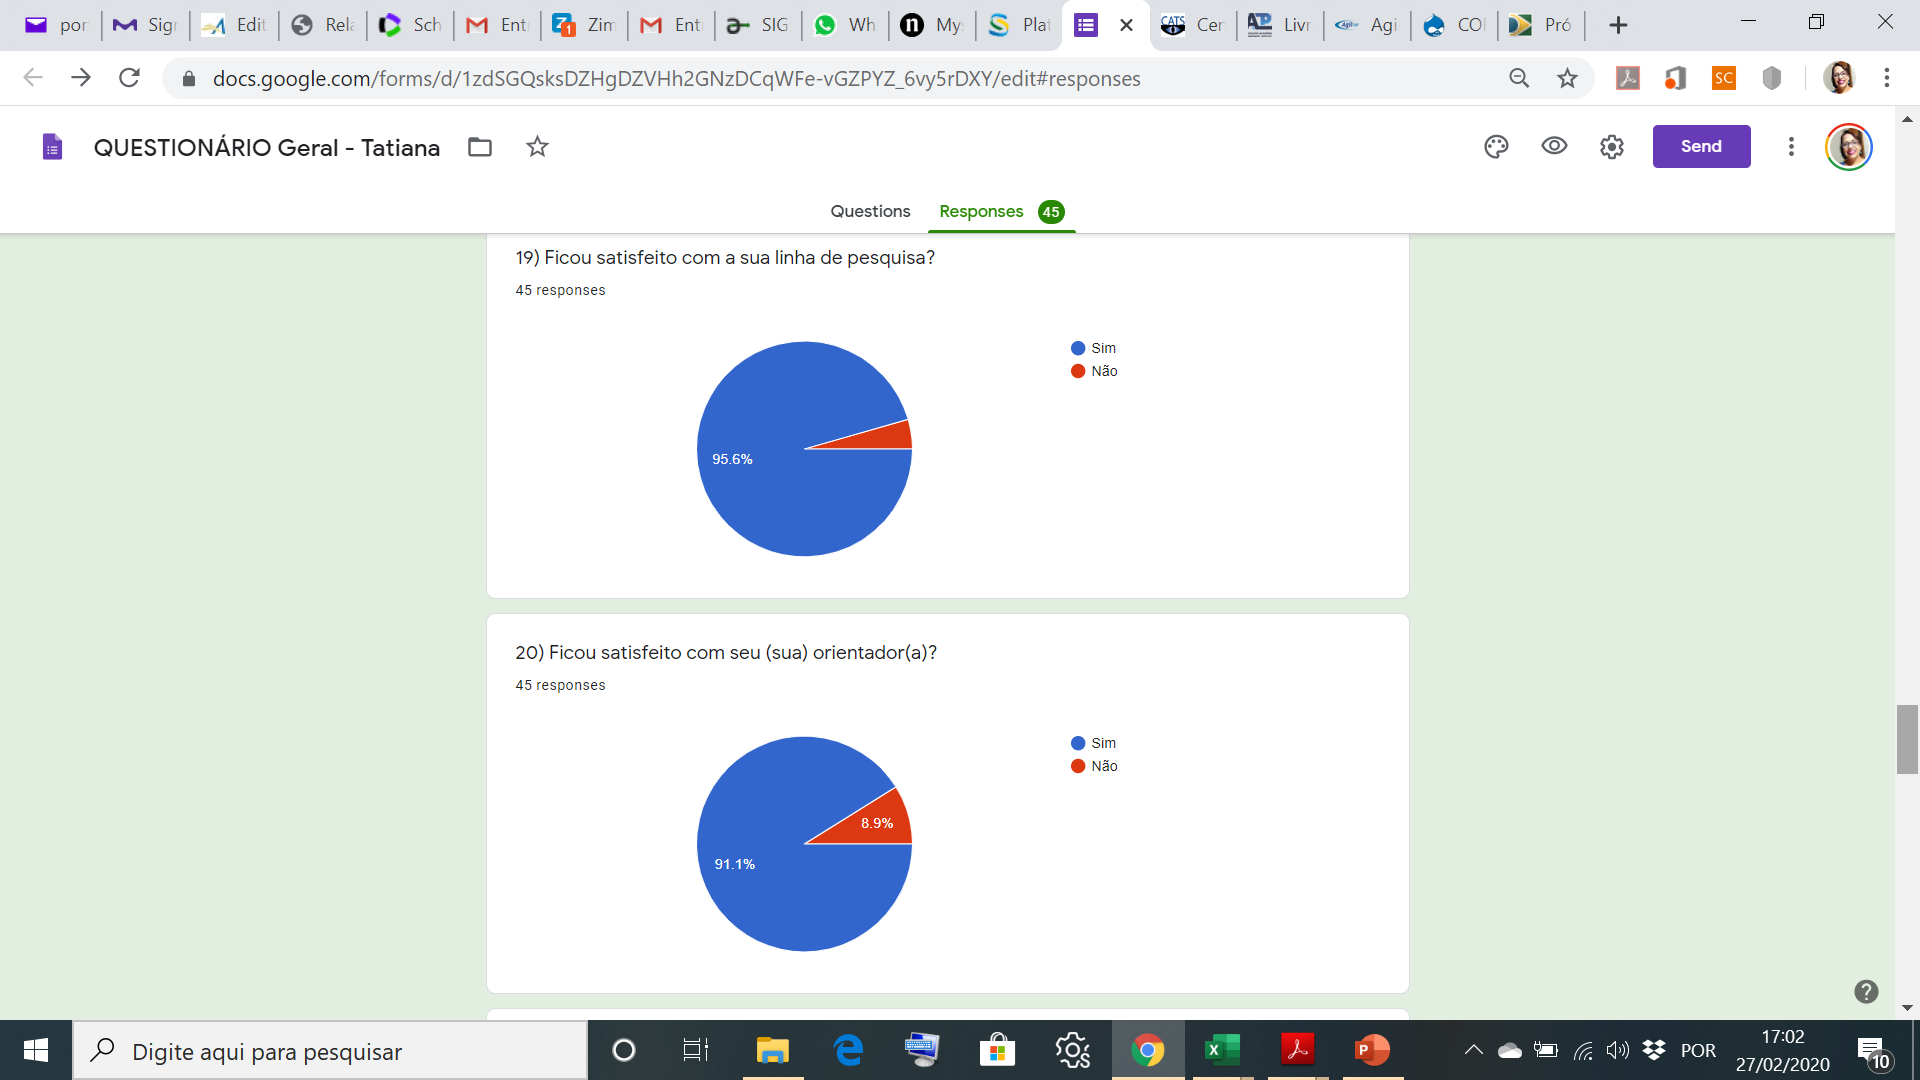 por
Sig
Edit
Rela
Sch
Ent
Zim
Ent
SIG
Wh
My
Plat
Cer
Livr
Agi
CO
Pró
docs.google.com/forms/d/1zdSGQsksDZHgDZVHh2GNzDCqWFe-vGZPYZ_6vy5rDXY/edit#responses
SC
QUESTIONÁRIO Geral - Tatiana
Send
Questions Responses 45
19) Ficou satisfeito com a sua linha de pesquisa?
45 responses
Sim
Não
95.6%
20) Ficou satisfeito com seu (sua) orientador(a)?
45 responses
Sim
Não
8.9%
91.1%
Digite aqui para pesquisar
POR
17:02
27/02/2020
10